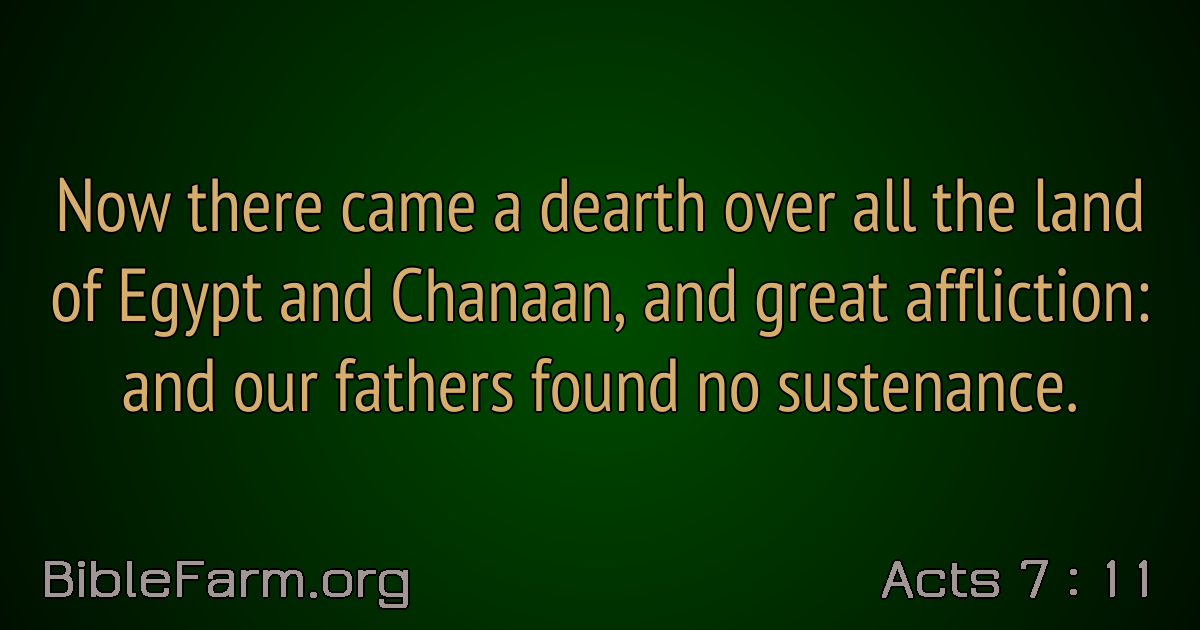 Now there came a dearth over all the land
of Egypt and Chanaan, and great affliction:
and our fathers found no sustenance.
BibleFarm.org
Acts 7 : 11